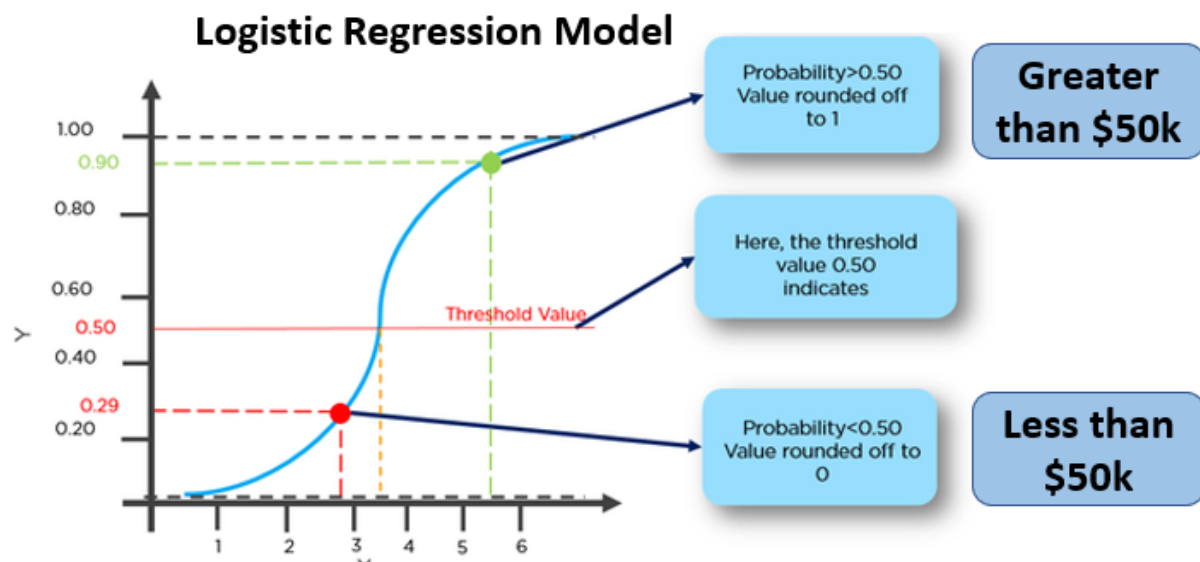 Logistic Regression Model
Probability>0.50
Value rounded off
to 1
Greater
than $50k
1.00
0.90
0.80
Here, the threshold
value 0.50
indicates
0.60
Threshold Value
0.50
Y
0.40
0.29
0.20
Probability<0.50
Value rounded off to
0
Less than
$50k
1 2 3 4 5 6